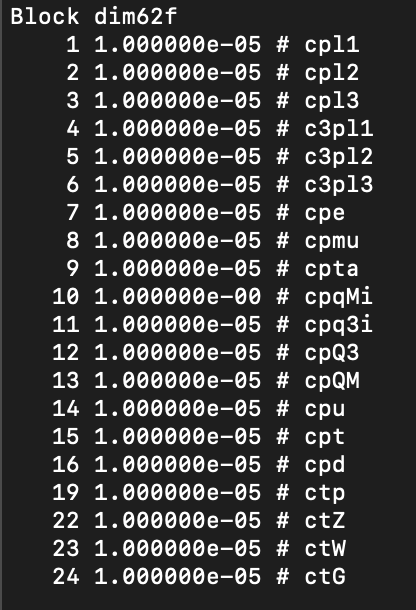 Block dim62f
1 1.000000e-05 # cpl1
2 1.000000e-05 # cpl2
3 1.000000e-05 # cpl3
4 1.000000e-05 # c3pl1
5 1.000000e-05 # c3pl2
6 1.000000e-05 # c3pl3
7 1.000000e-05 # cpe
8 1.000000e-05 # cpmu
9 1.000000e-05 # cpta
10 1.000000e-00 # cpqMi
11 1.000000e-05 # cpq3i
12 1.000000e-05 # cpQ3
13 1.000000e-05 # cpQM
14 1.000000e-05 # cpu
15 1.000000e-05 # cpt
16 1.000000e-05 # cpd
19 1.000000e-05 # ctp
22 1.000000e-05 # ctZ
23 1.000000e-05 # ctW
24 1.000000e-05 # ctG